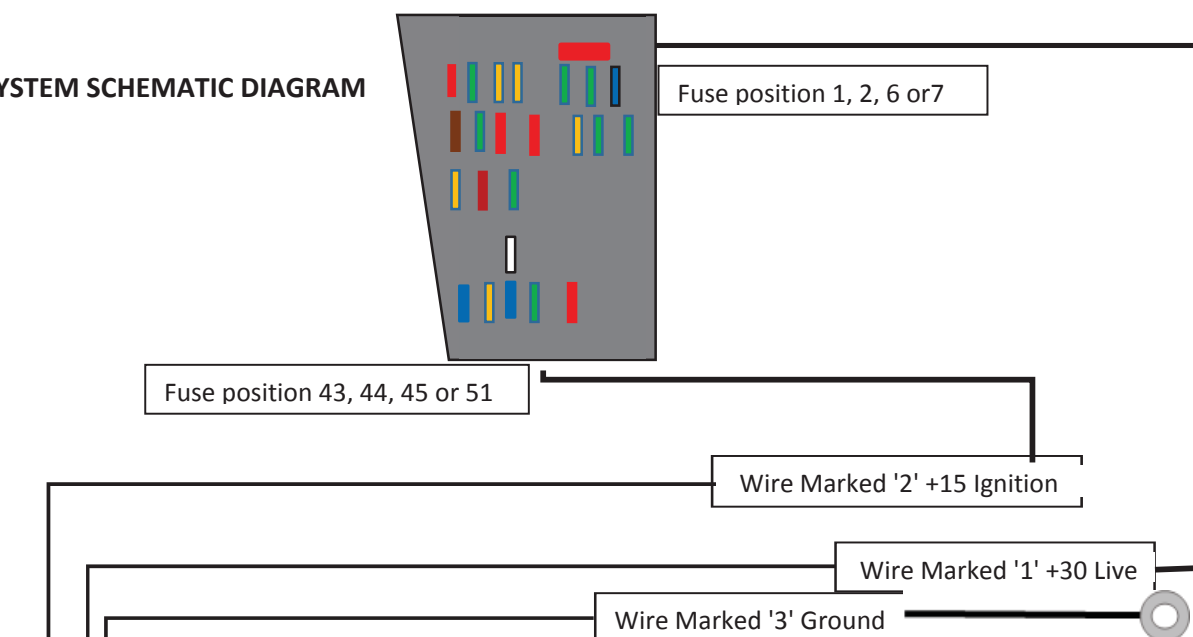 YSTEM SCHEMATIC DIAGRAM
Fuse position 1, 2, 6 or7
Fuse position 43, 44, 45 or 51
Wire Marked '2' +15 Ignition
Wire Marked '1' +30 Live
Wire Marked '3' Ground